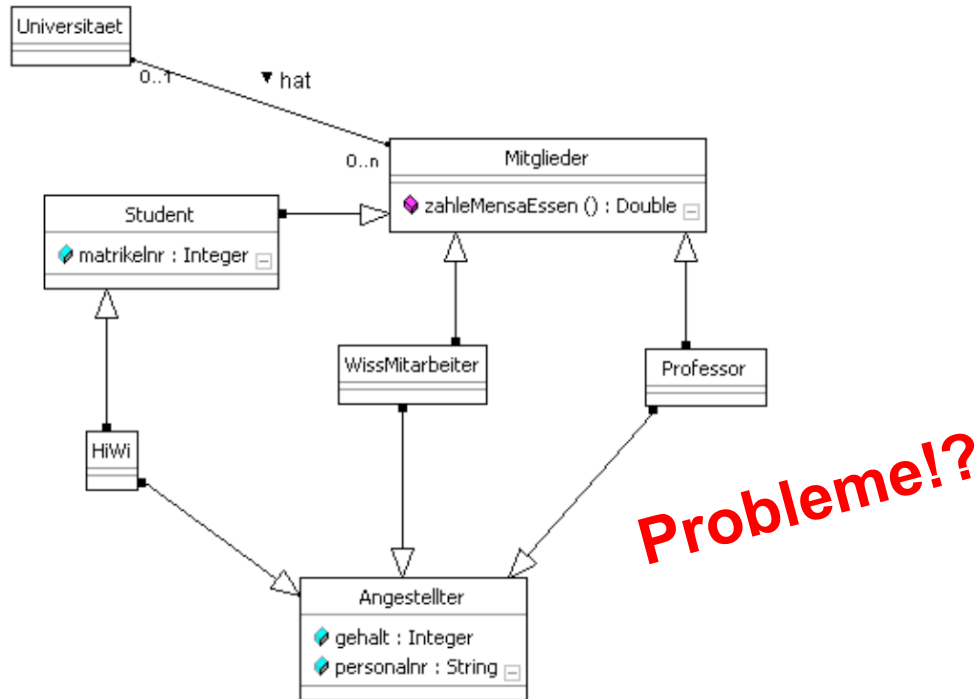 Universitaet
0..1
hat
0..n
Mitglieder
zahleMensaEssen () : Double
Student
matrikelnr : Integer
WissMitarbeiter
Professor
HiWi
Probleme!?
Angestellter
gehalt : Integer
personalnr : String